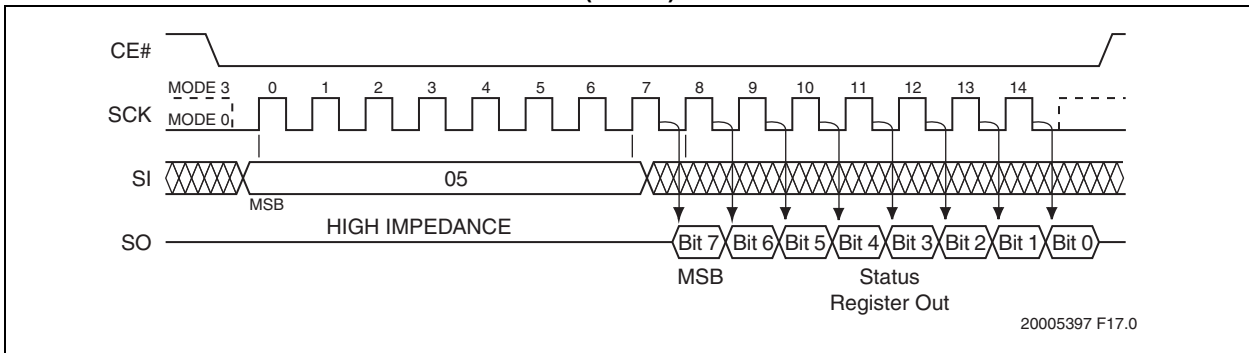 CE#
MODE 3 0 1 2 3 4 5 6 7 8 9 10 11 12 13 14
SCK
MODE 0
SI 05
MSB
HIGH IMPEDANCE
SO Bit 7 Bit 6 Bit 5 Bit 4 Bit 3 Bit 2 Bit 1 Bit 0
MSB Status
Register Out
20005397 F17.0